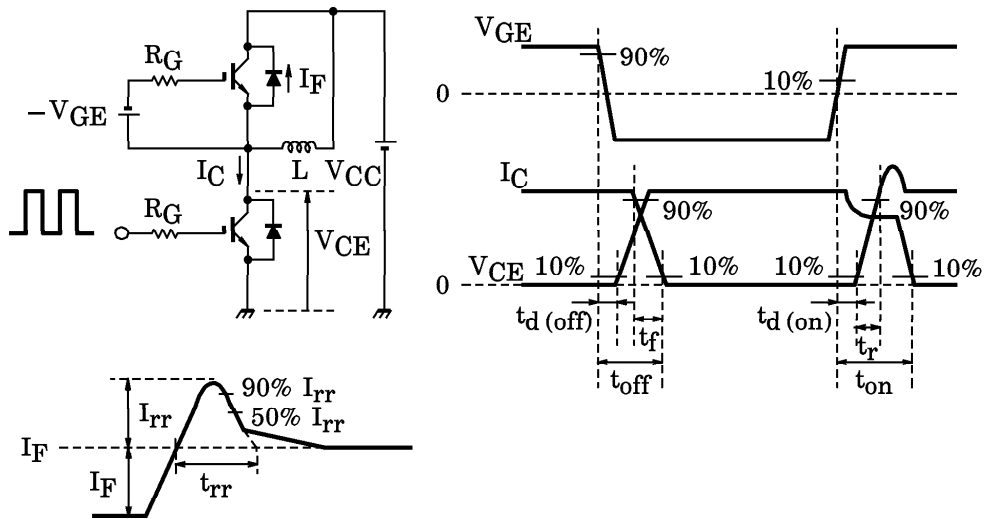 R_G
I_F
−V_GE
I_C
L
V_CC
R_G
V_CE
V_GE
90%
10%
0
I_C
90%
90%
V_CE
10%
10%
10%
10%
0
t_d (off)
t_f
t_d (on)
t_r
t_off
t_on
90% I_rr
I_rr
50% I_rr
I_F
I_F
t_rr